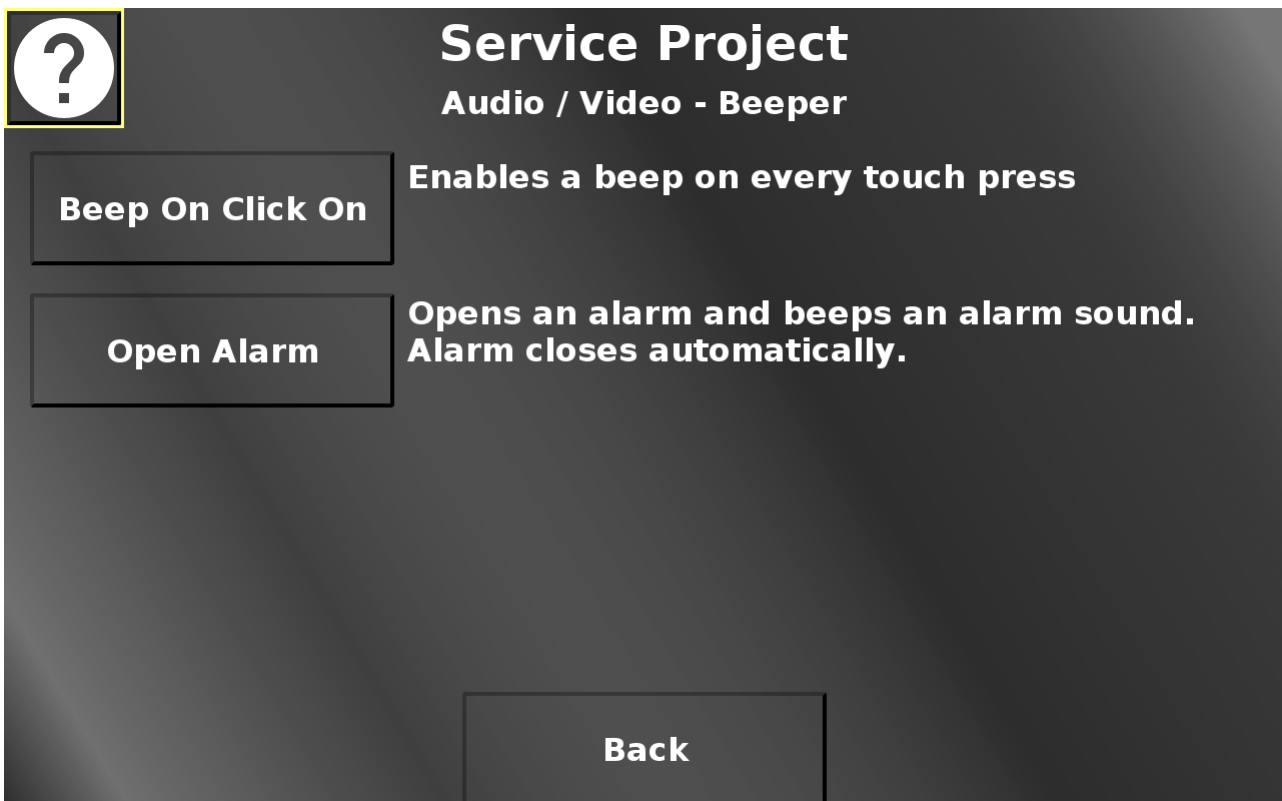 ?
Service Project
Audio / Video - Beeper
Beep On Click On
Enables a beep on every touch press
Open Alarm
Opens an alarm and beeps an alarm sound.
Alarm closes automatically.
Back